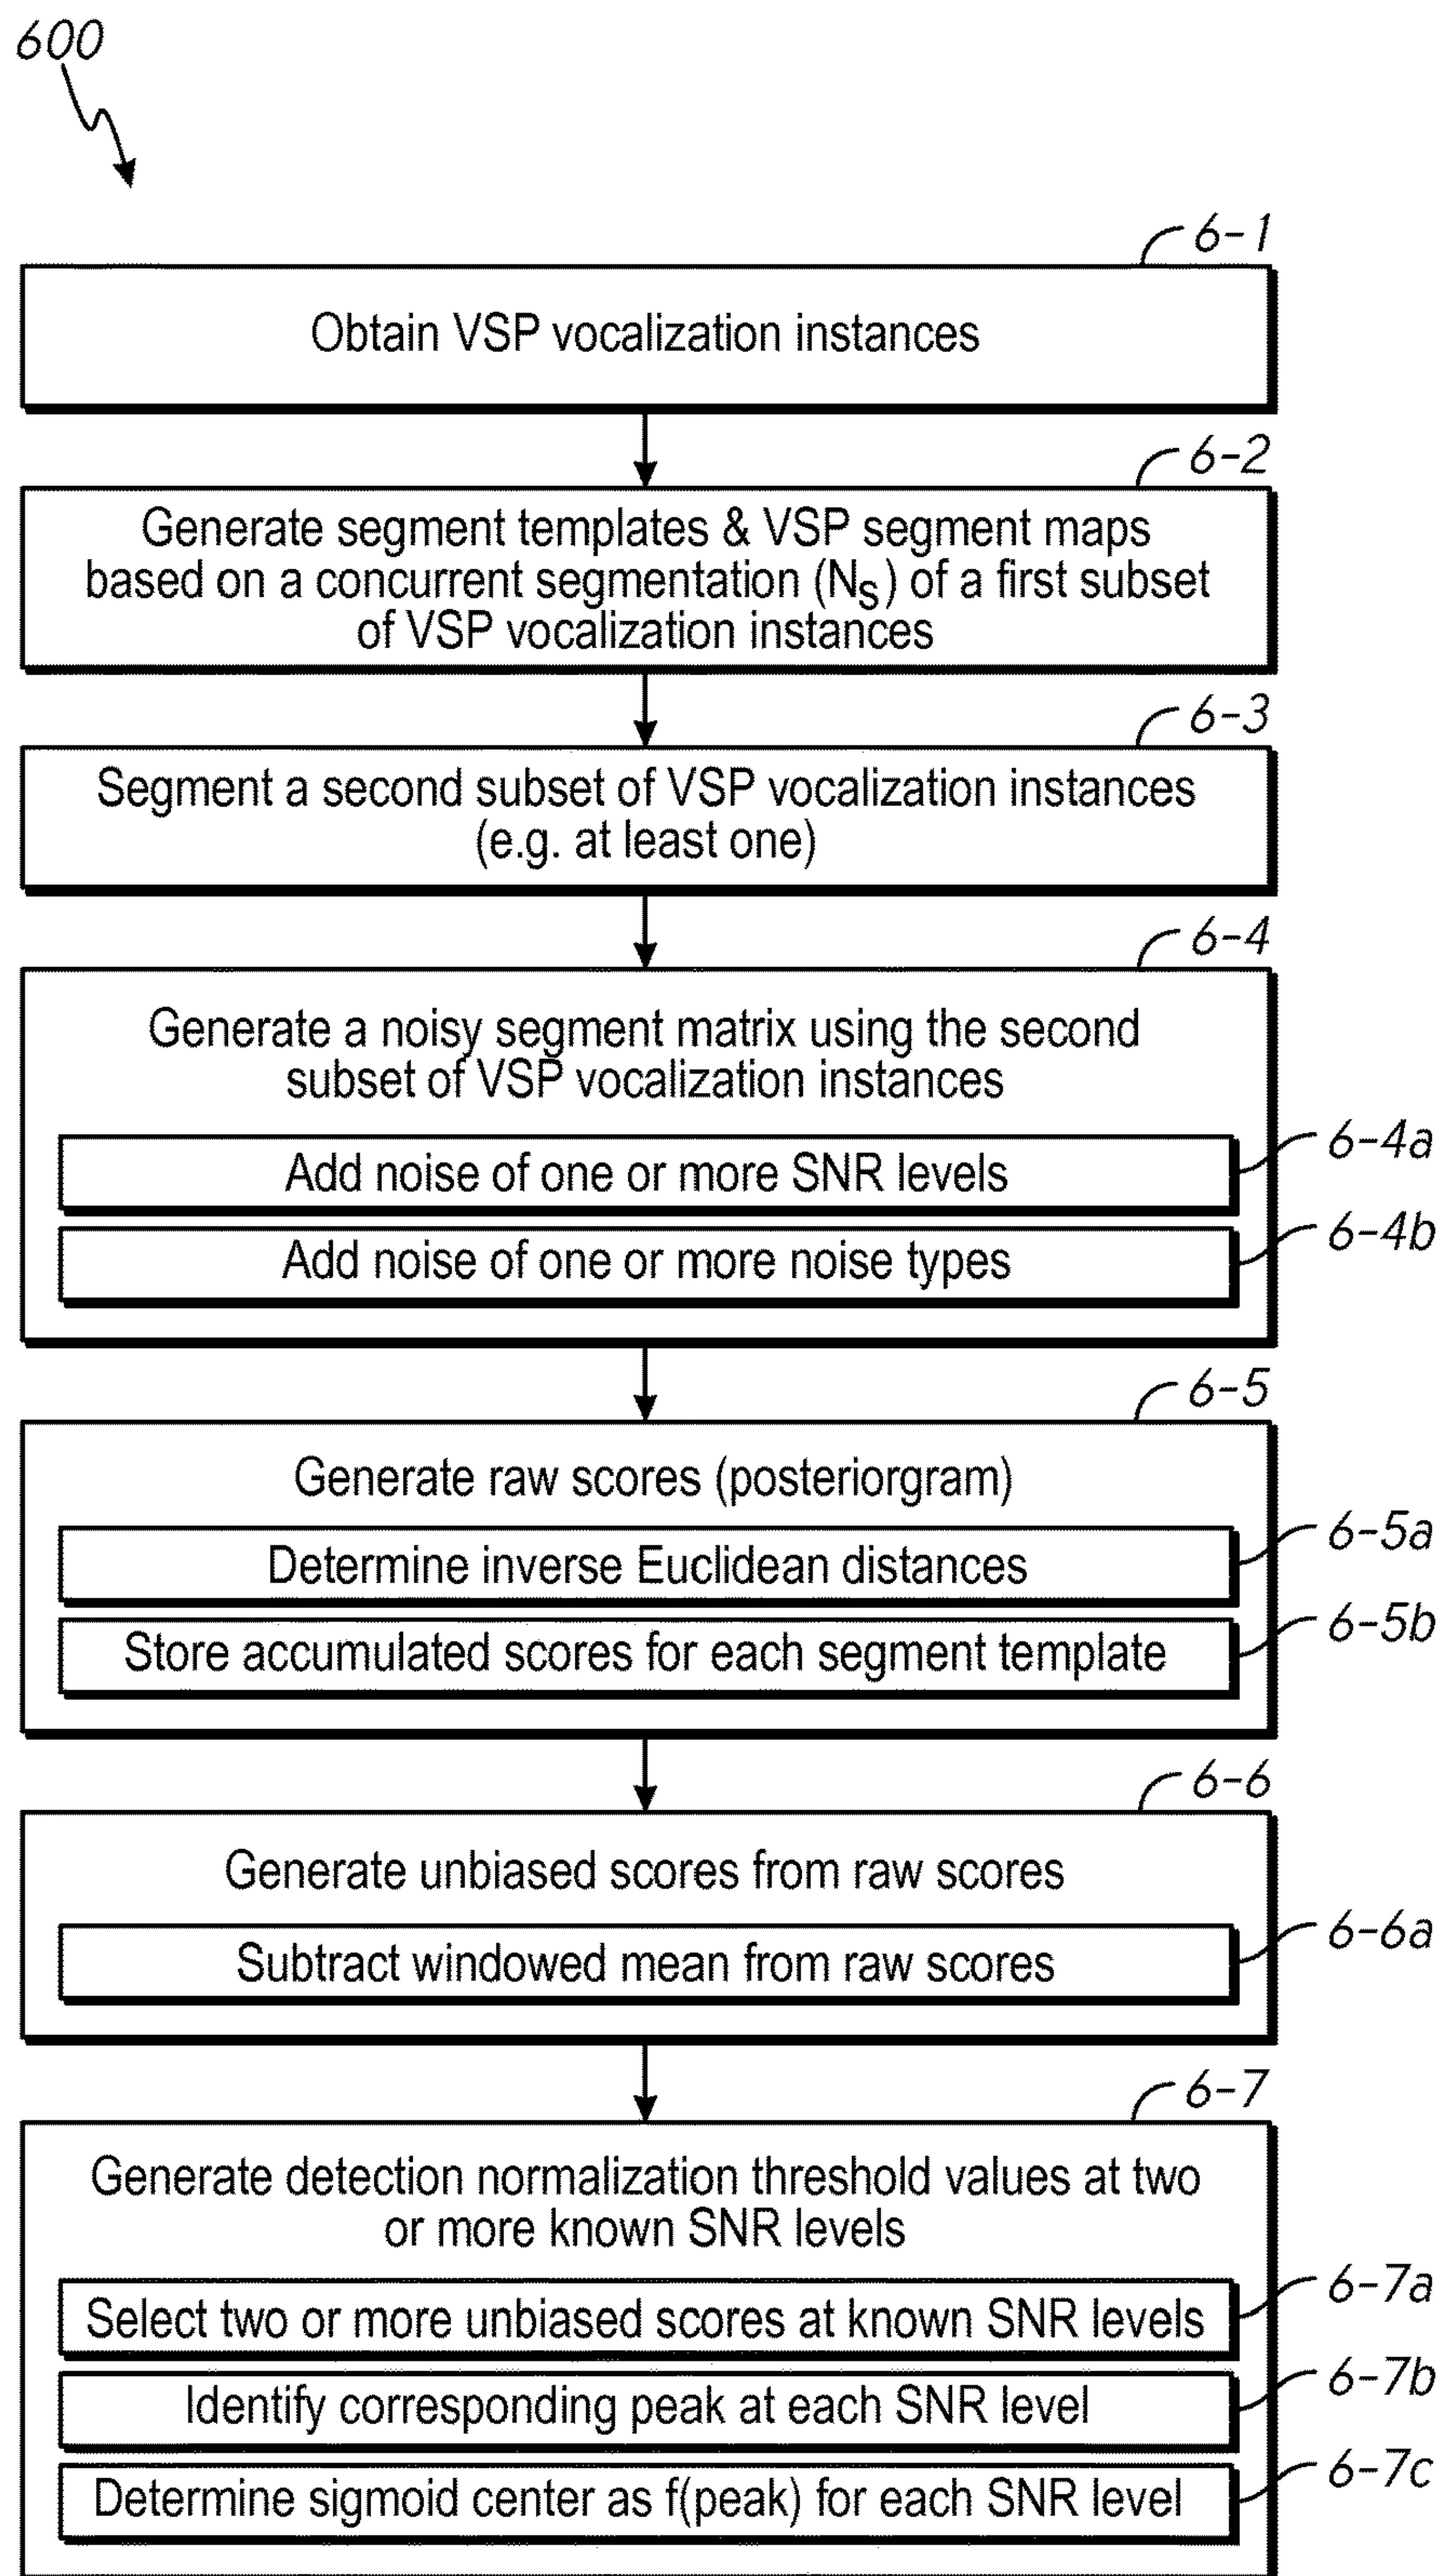 600
6-1
Obtain VSP vocalization instances
6-2
Generate segment templates & VSP segment maps
based on a concurrent segmentation (Ns) of a first subset
of VSP vocalization instances
6-3
Segment a second subset of VSP vocalization instances
(e.g. at least one)
6-4
Generate a noisy segment matrix using the second
subset of VSP vocalization instances
Add noise of one or more SNR levels
6-4a
Add noise of one or more noise types
6-4b
6-5
Generate raw scores (posteriorgram)
Determine inverse Euclidean distances
6-5a
Store accumulated scores for each segment template
6-5b
6-6
Generate unbiased scores from raw scores
Subtract windowed mean from raw scores
6-6a
6-7
Generate detection normalization threshold values at two
or more known SNR levels
Select two or more unbiased scores at known SNR levels
6-7a
Identify corresponding peak at each SNR level
6-7b
Determine sigmoid center as f(peak) for each SNR level
6-7c